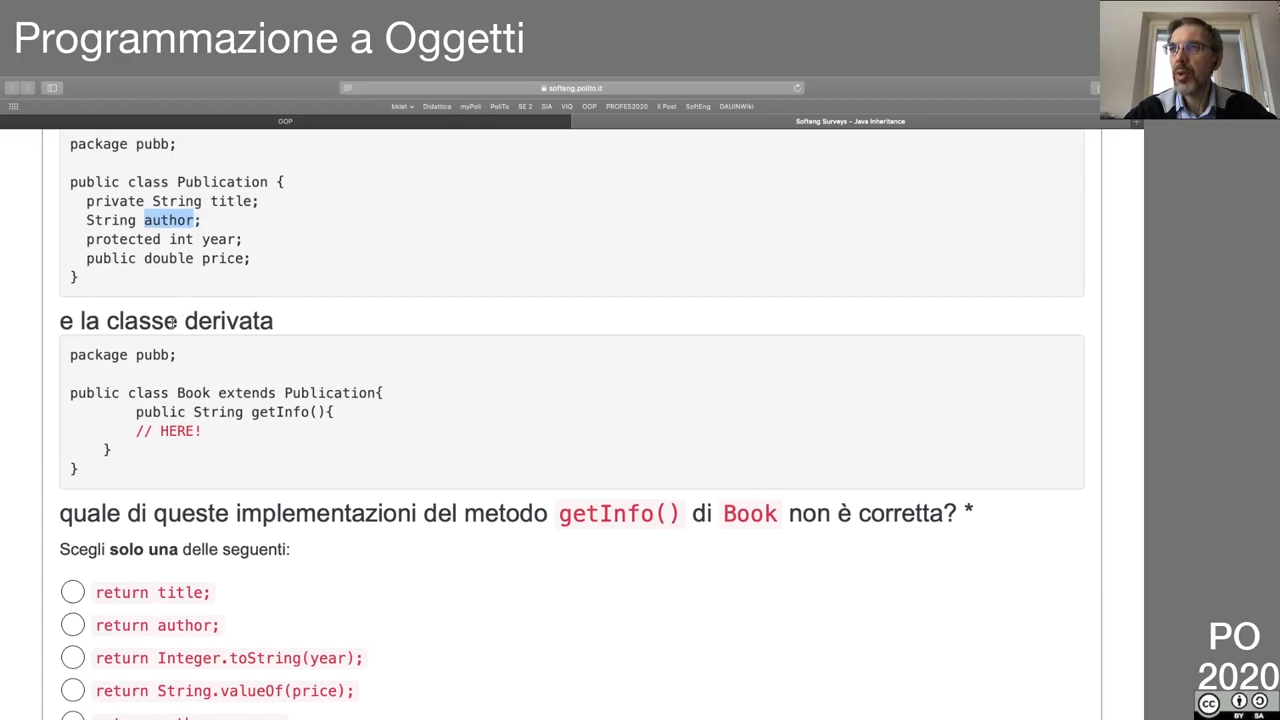 Programmazione a Oggetti
softeng.polito.it
bklet Didattica myPoli PoliTo SE 2 SIA VIQ OOP PROFES2020 Il Post SoftEng DAUINWiki
OOP
Softeng Surveys - Java Inheritance
package pubb;
public class Publication {
private String title;
String author;
protected int year;
public double price;
}
e la classe derivata
package pubb;
public class Book extends Publication{
public String getInfo(){
// HERE!
}
}
quale di queste implementazioni del metodo getInfo() di Book non è corretta? *
Scegli solo una delle seguenti:
return title;
return author;
return Integer.toString(year);
return String.valueOf(price);
PO
2020
CC
BY SA